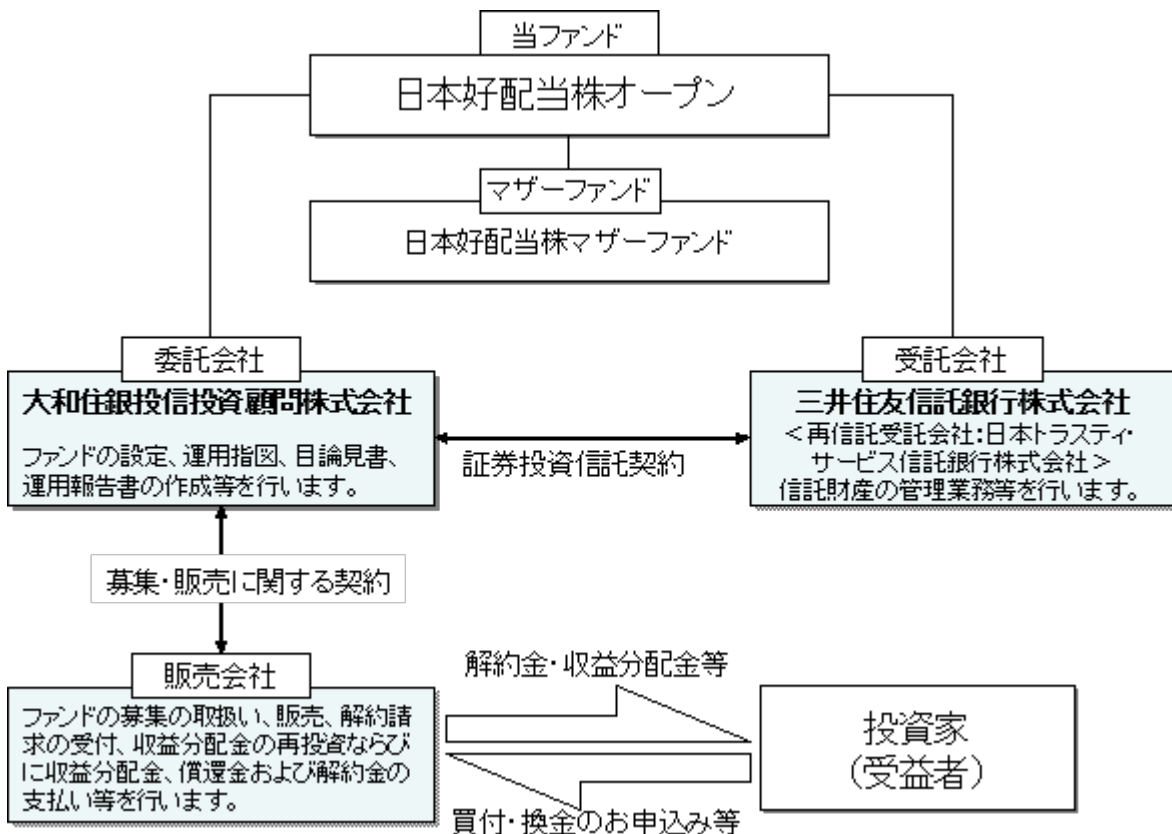 当ファンド
日本好配当株オープン
マザーファンド
日本好配当株マザーファンド
委託会社
大和住銀投信投資顧問株式会社
ファンドの設定、運用指図、目論見書、
運用報告書の作成等を行います。
証券投資信託契約
受託会社
三井住友信託銀行株式会社
＜再信託受託会社：日本トラスティ・
サービス信託銀行株式会社＞
信託財産の管理業務等を行います。
募集・販売に関する契約
販売会社
ファンドの募集の取扱い、販売、解約請
求の受付、収益分配金の再投資ならび
に収益分配金、償還金および解約金の
支払い等を行います。
解約金・収益分配金等
買付・換金のお申込み等
投資家
（受益者）